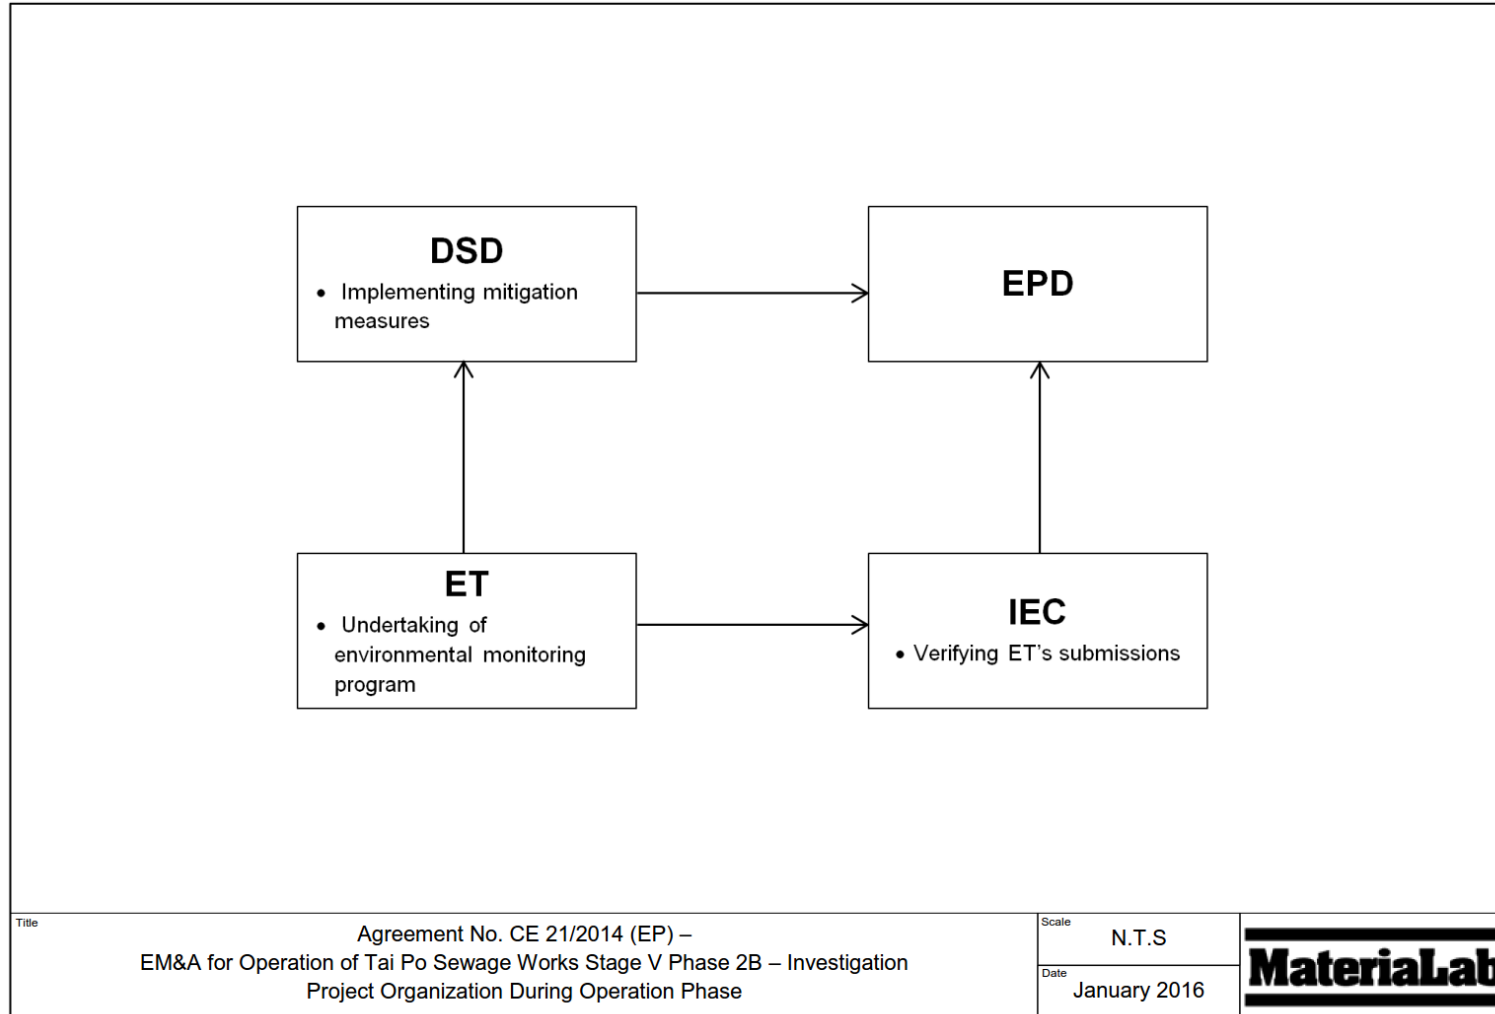 DSD
• Implementing mitigation
measures
EPD
ET
• Undertaking of
environmental monitoring
program
IEC
• Verifying ET’s submissions
Title
Agreement No. CE 21/2014 (EP) –
EM&A for Operation of Tai Po Sewage Works Stage V Phase 2B – Investigation
Project Organization During Operation Phase
Scale
N.T.S
Date
January 2016
MateriaLab